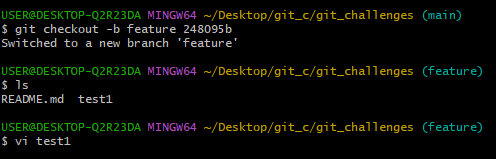 USER@DESKTOP-Q2R23DA MINGW64 ~/Desktop/git_c/git_challenges (main)
$ git checkout -b feature 248095b
Switched to a new branch 'feature'
USER@DESKTOP-Q2R23DA MINGW64 ~/Desktop/git_c/git_challenges (feature)
$ ls
README.md  test1
USER@DESKTOP-Q2R23DA MINGW64 ~/Desktop/git_c/git_challenges (feature)
$ vi test1